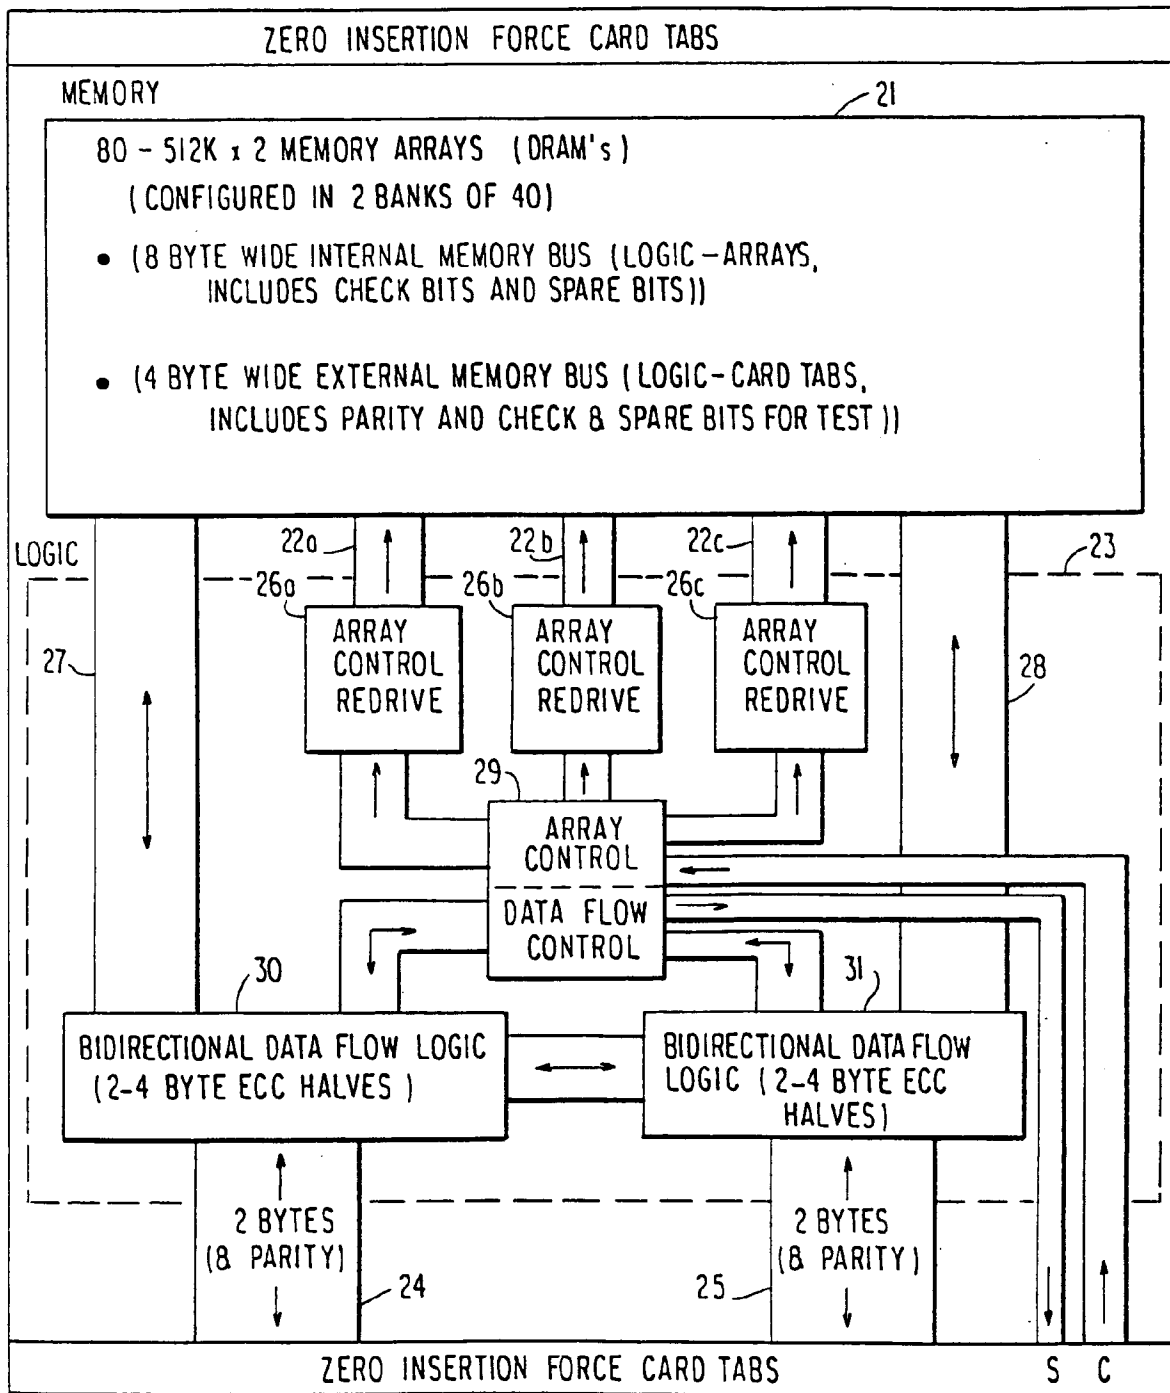 ZERO INSERTION FORCE CARD TABS
MEMORY
21
80 - 512K x 2 MEMORY ARRAYS (DRAM's)
(CONFIGURED IN 2 BANKS OF 40)
• (8 BYTE WIDE INTERNAL MEMORY BUS (LOGIC-ARRAYS,
INCLUDES CHECK BITS AND SPARE BITS))
• (4 BYTE WIDE EXTERNAL MEMORY BUS (LOGIC-CARD TABS,
INCLUDES PARITY AND CHECK & SPARE BITS FOR TEST))
22a
22b
22c
LOGIC
23
26a
26b
26c
ARRAY
CONTROL
REDRIVE
ARRAY
CONTROL
REDRIVE
ARRAY
CONTROL
REDRIVE
27
28
29
ARRAY
CONTROL
DATA FLOW
CONTROL
30
31
BIDIRECTIONAL DATA FLOW LOGIC
(2-4 BYTE ECC HALVES)
BIDIRECTIONAL DATA FLOW
LOGIC (2-4 BYTE ECC
HALVES)
2 BYTES
(& PARITY)
2 BYTES
(& PARITY)
24
25
ZERO INSERTION FORCE CARD TABS
S
C